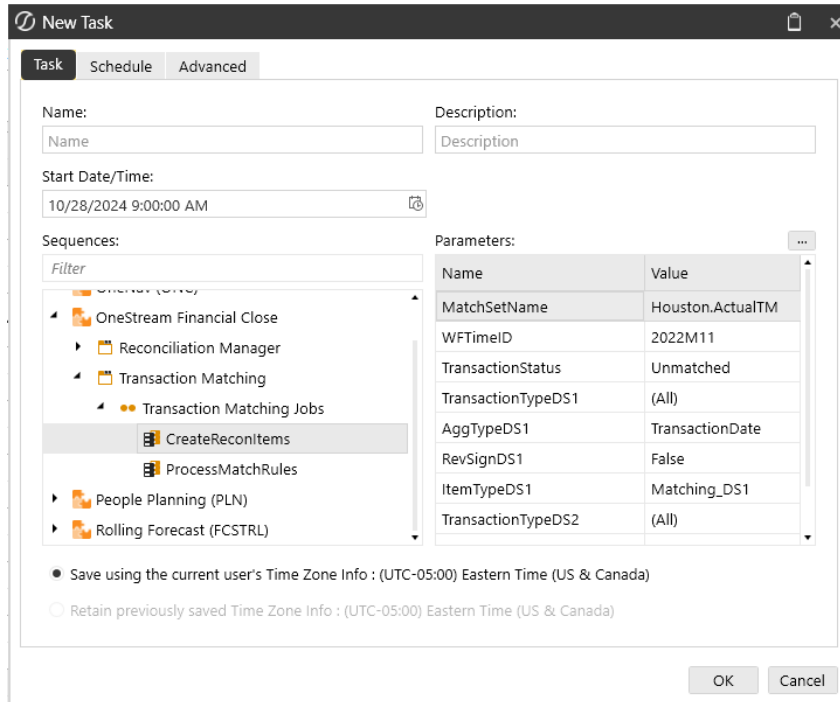 New Task
Task Schedule Advanced
Name: Description:
Name Description
Start Date/Time:
10/28/2024 9:00:00 AM
Sequences: Parameters: ...
Filter Name Value
OneStream Financial Close MatchSetName Houston.ActualTM
Reconciliation Manager WFTimeID 2022M11
Transaction Matching TransactionStatus Unmatched
Transaction Matching Jobs TransactionTypeDS1 (All)
CreateReconItems AggTypeDS1 TransactionDate
ProcessMatchRules RevSignDS1 False
People Planning (PLN) ItemTypeDS1 Matching_DS1
Rolling Forecast (FCSTRL) TransactionTypeDS2 (All)
Save using the current user's Time Zone Info : (UTC-05:00) Eastern Time (US & Canada)
Retain previously saved Time Zone Info : (UTC-05:00) Eastern Time (US & Canada)
OK Cancel